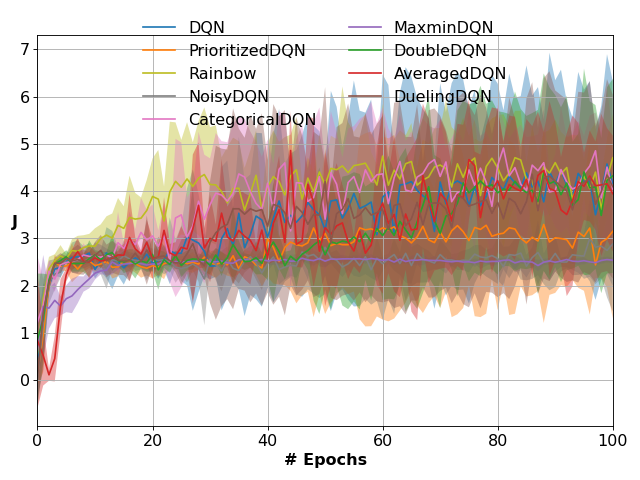 DQN
PrioritizedDQN
Rainbow
NoisyDQN
CategoricalDQN
MaxminDQN
DoubleDQN
AveragedDQN
DuelingDQN
7
6
5
4
3
2
1
0
J
0 20 40 60 80 100
# Epochs